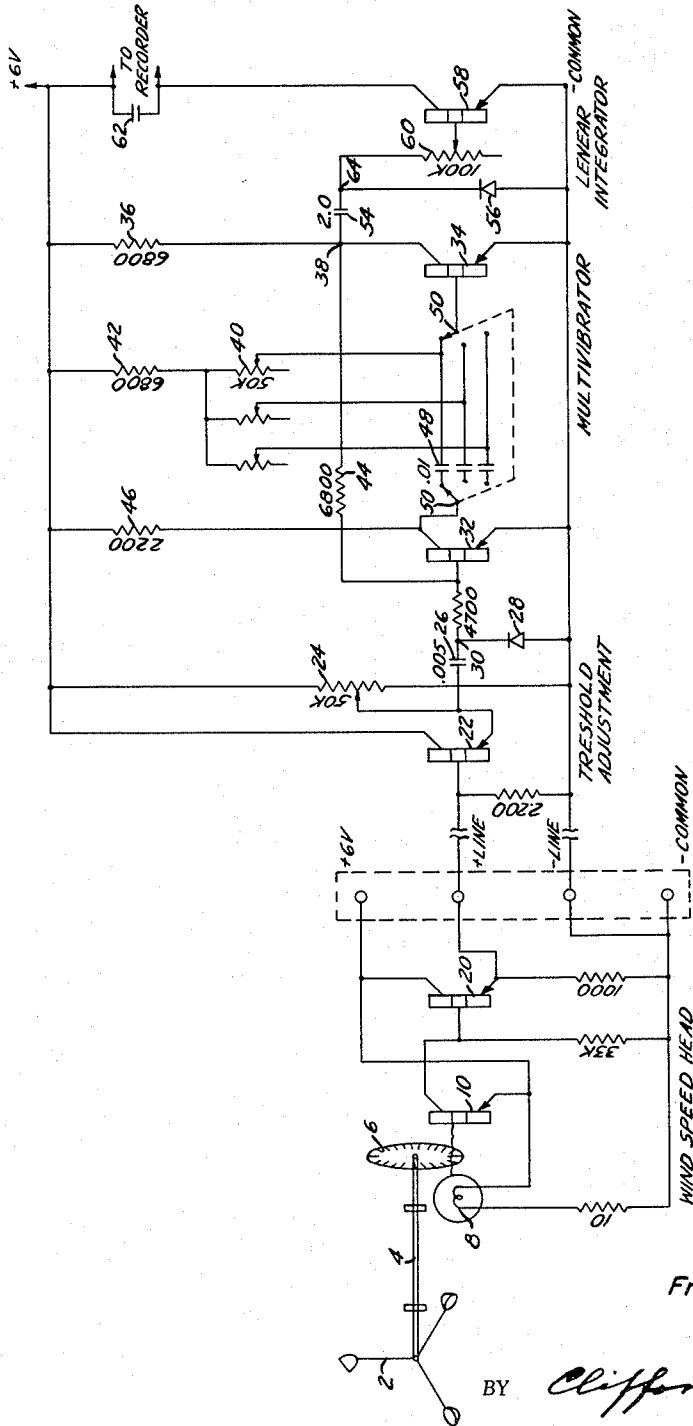 +6V
TO
RECORDER
62
58
60
100K
64
2.0
54
56
-COMMON
LENEAR
INTEGRATOR
36
6800
38
34
50
MULTIVIBRATOR
42
6800
40
50K
48
.01
50
6800
44
46
2200
32
4700
26
.005
30
28
24
50K
22
TRESHOLD
ADJUSTMENT
2200
+LINE
-LINE
+6V
-COMMON
20
1000
33K
10
6
8
10
4
2
WIND SPEED HEAD
BY Cliffor
Fr